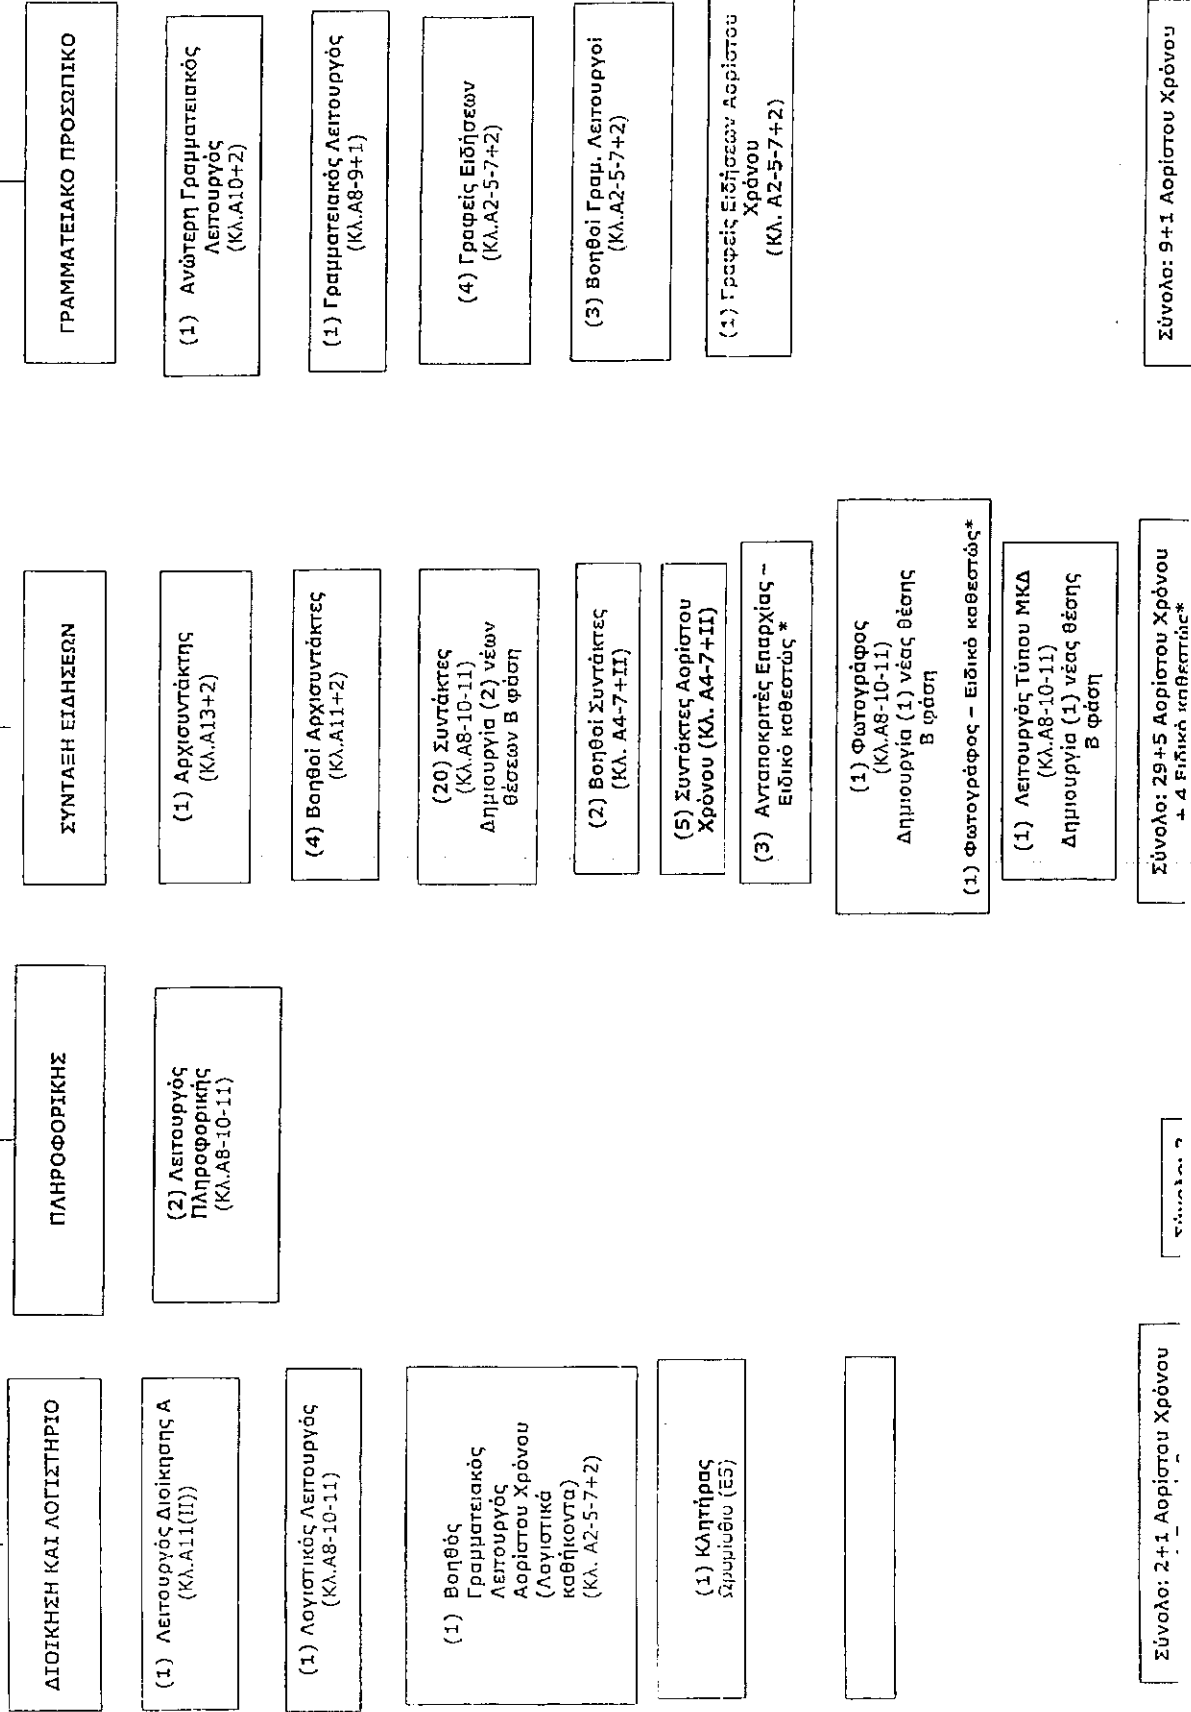 ΔΙΟΙΚΗΣΗ ΚΑΙ ΛΟΓΙΣΤΗΡΙΟ
(1) Λειτουργός Διοίκησης Α
(Κλ.Α11(ΙΙ))
(1) Λογιστικός Λειτουργός
(Κλ.Α8-10-11)
(1) Βοηθός
Γραμματειακός
Λειτουργός
Αορίστου Χρόνου
(Λογιστικά
καθήκοντα)
(Κλ. Α2-5-7+2)
(1) Κλητήρας
Ωρομίσθιο (Ε5)
Σύνολο: 2+1 Αορίστου Χρόνου
ΠΛΗΡΟΦΟΡΙΚΗΣ
(2) Λειτουργός
Πληροφορικής
(Κλ.Α8-10-11)
Σύνολο: 2
ΣΥΝΤΑΞΗ ΕΙΔΗΣΕΩΝ
(1) Αρχισυντάκτης
(Κλ.Α13+2)
(4) Βοηθοί Αρχισυντάκτες
(Κλ.Α11+2)
(20) Συντάκτες
(Κλ.Α8-10-11)
Δημιουργία (2) νέων
θέσεων Β φάση
(2) Βοηθοί Συντάκτες
(Κλ. Α4-7+ΙΙ)
(5) Συντάκτες Αορίστου
Χρόνου (Κλ. Α4-7+ΙΙ)
(3) Ανταποκριτές Επαρχίας –
Ειδικό καθεστώς *
(1) Φωτογράφος
(Κλ.Α8-10-11)
Δημιουργία (1) νέας θέσης
Β φάση
(1) Φωτογράφος – Ειδικό καθεστώς*
(1) Λειτουργός Τύπου ΜΚΔ
(Κλ.Α8-10-11)
Δημιουργία (1) νέας θέσης
Β φάση
Σύνολο: 29+5 Αορίστου Χρόνου
+ 4 Ειδικό καθεστώς*
ΓΡΑΜΜΑΤΕΙΑΚΟ ΠΡΟΣΩΠΙΚΟ
(1) Ανώτερη Γραμματειακός
Λειτουργός
(Κλ.Α10+2)
(1) Γραμματειακός Λειτουργός
(Κλ.Α8-9+1)
(4) Γραφείς Ειδήσεων
(Κλ.Α2-5-7+2)
(3) Βοηθοί Γραμ. Λειτουργοί
(Κλ.Α2-5-7+2)
(1) Γραφείς Ειδήσεων Αορίστου
Χρόνου
(Κλ. Α2-5-7+2)
Σύνολο: 9+1 Αορίστου Χρόνου